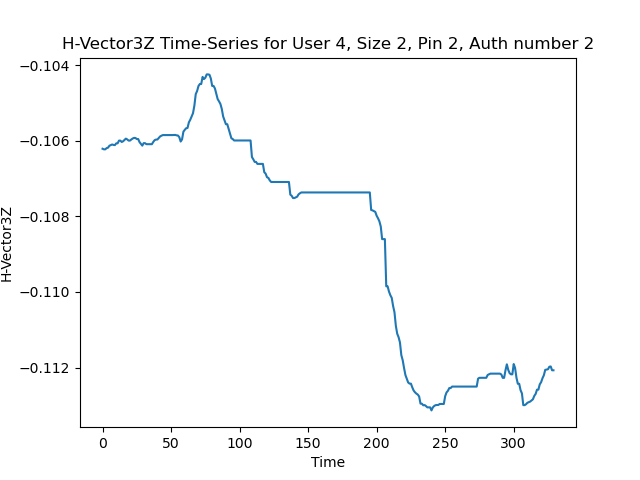 H-Vector3Z Time-Series for User 4, Size 2, Pin 2, Auth number 2
−0.104
−0.106
−0.108
−0.110
−0.112
H-Vector3Z
0 50 100 150 200 250 300
Time